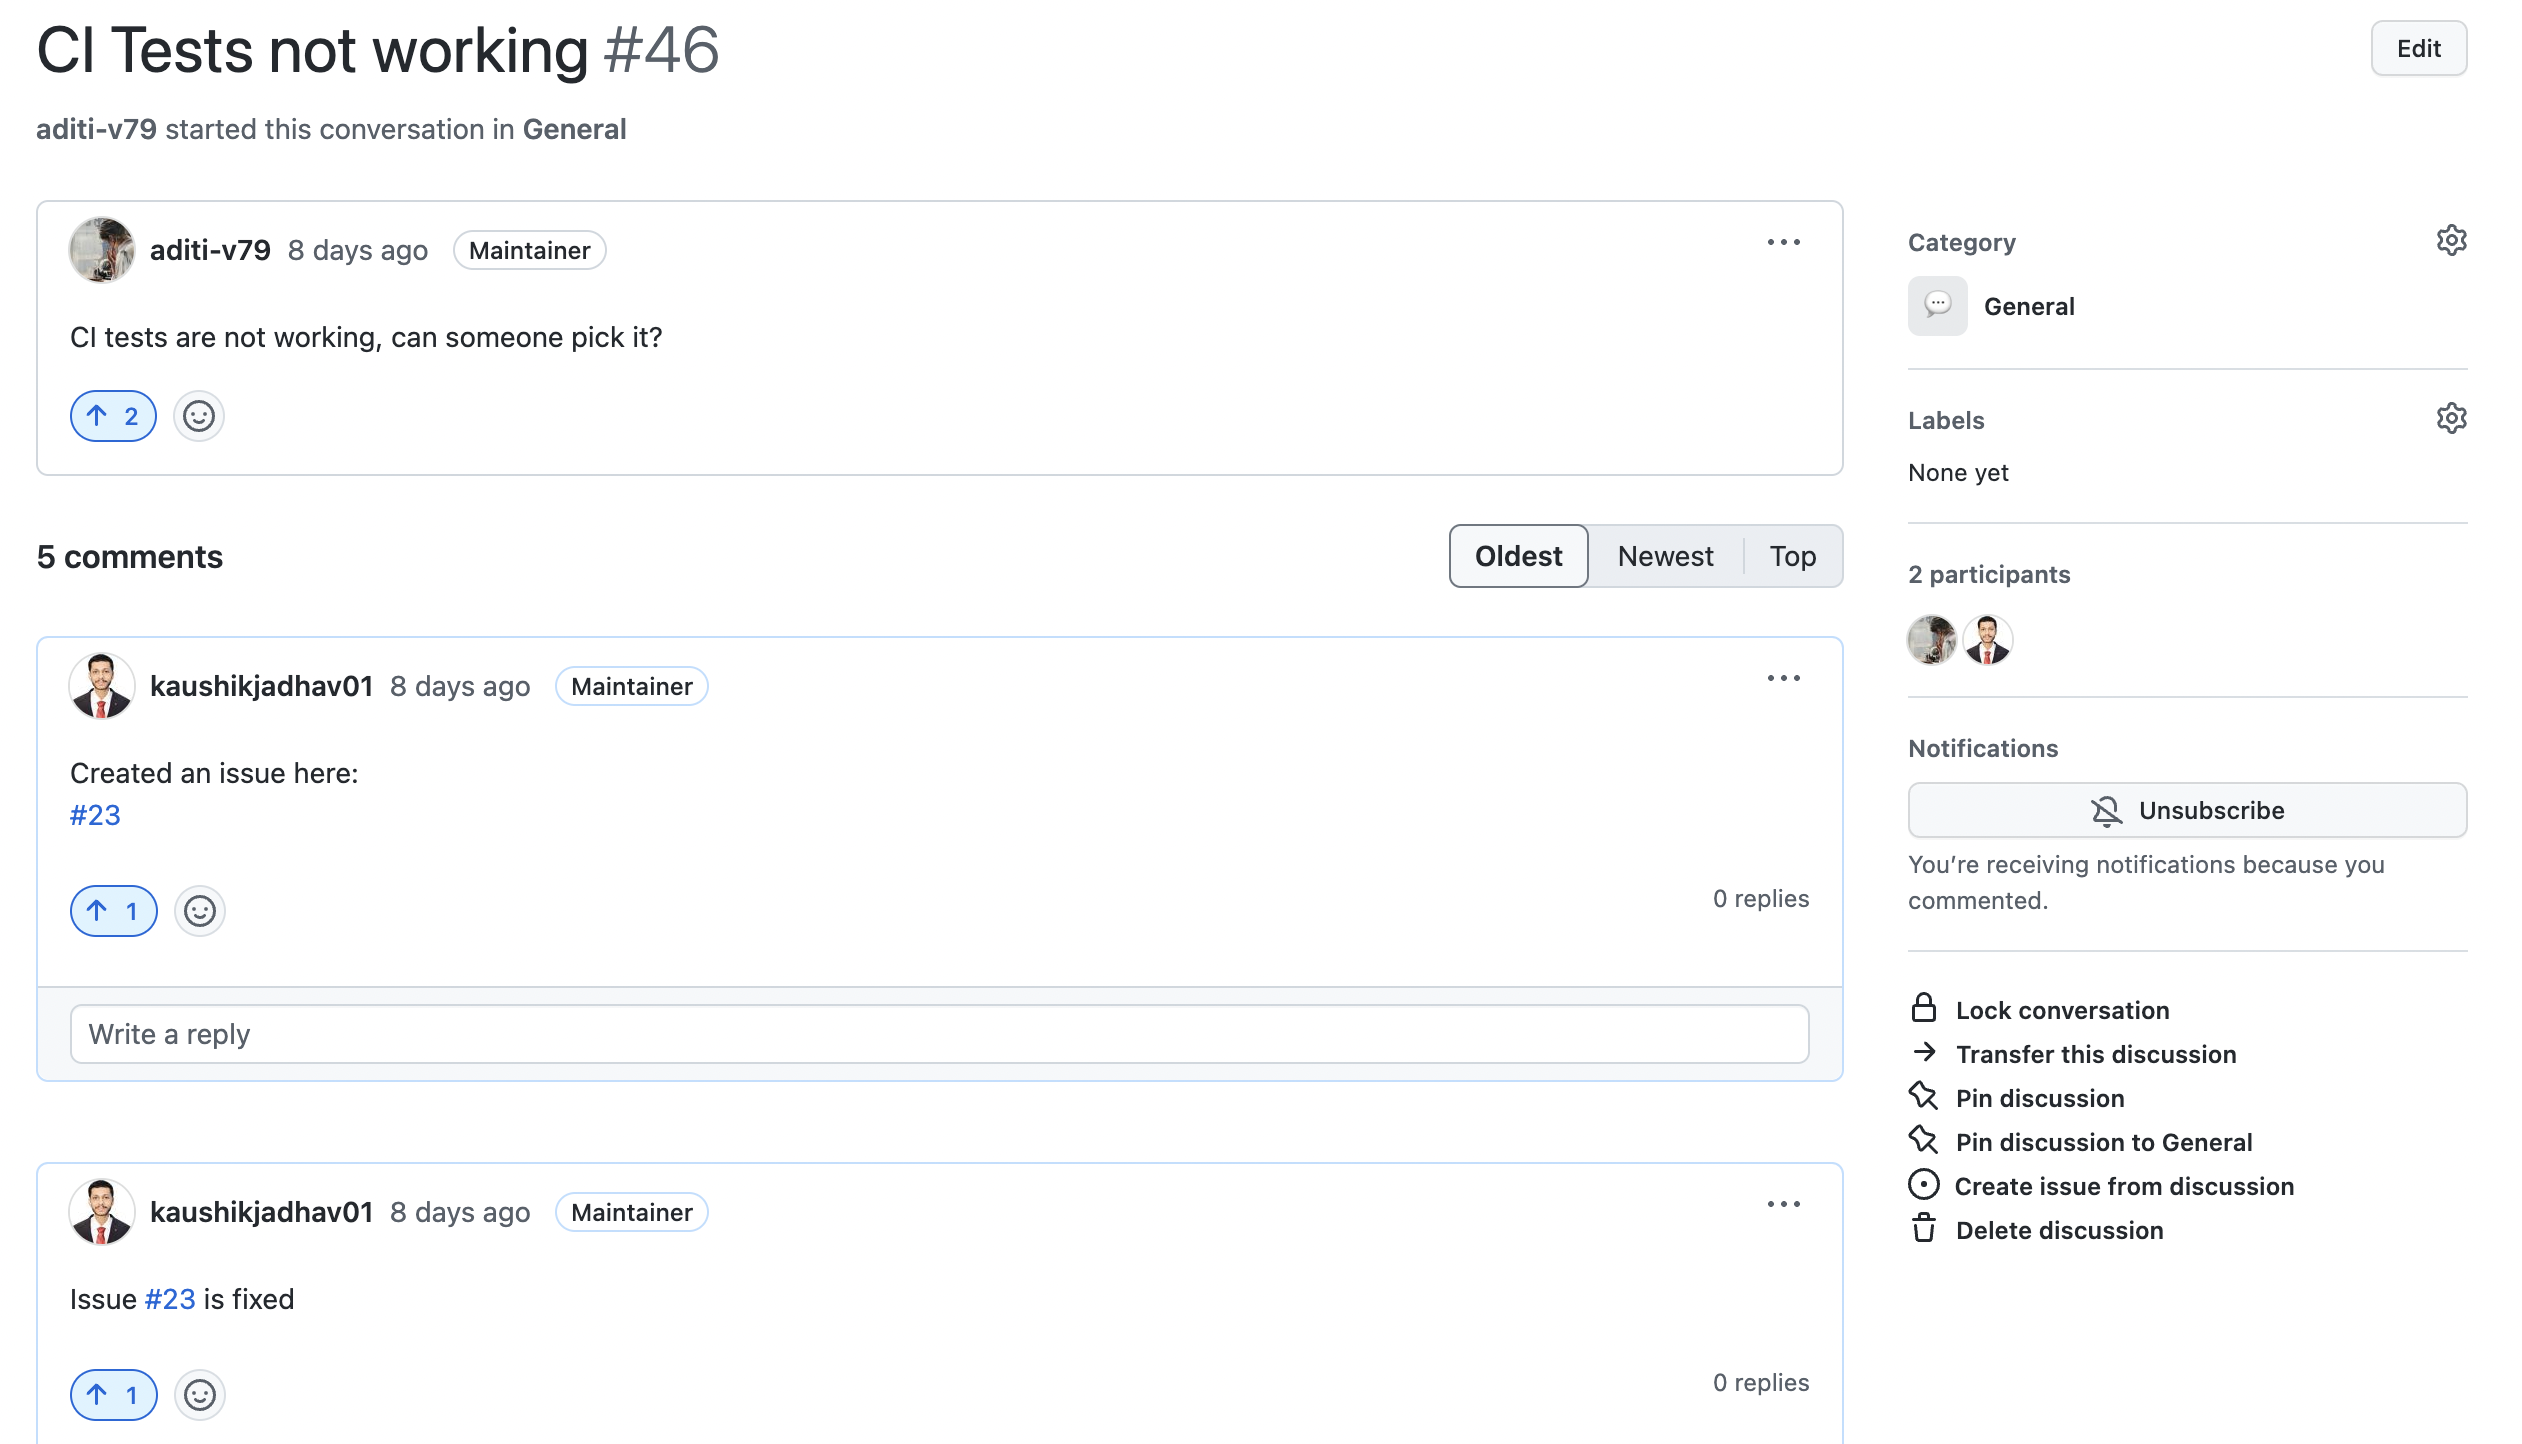 CI Tests not working #46
Edit
aditi-v79 started this conversation in General
aditi-v79 8 days ago Maintainer
CI tests are not working, can someone pick it?
2
5 comments
Oldest Newest Top
kaushikjadhav01 8 days ago Maintainer
Created an issue here:
#23
1
0 replies
Write a reply
kaushikjadhav01 8 days ago Maintainer
Issue #23 is fixed
1
0 replies
Category
General
Labels
None yet
2 participants
Notifications
Unsubscribe
You’re receiving notifications because you
commented.
Lock conversation
Transfer this discussion
Pin discussion
Pin discussion to General
Create issue from discussion
Delete discussion